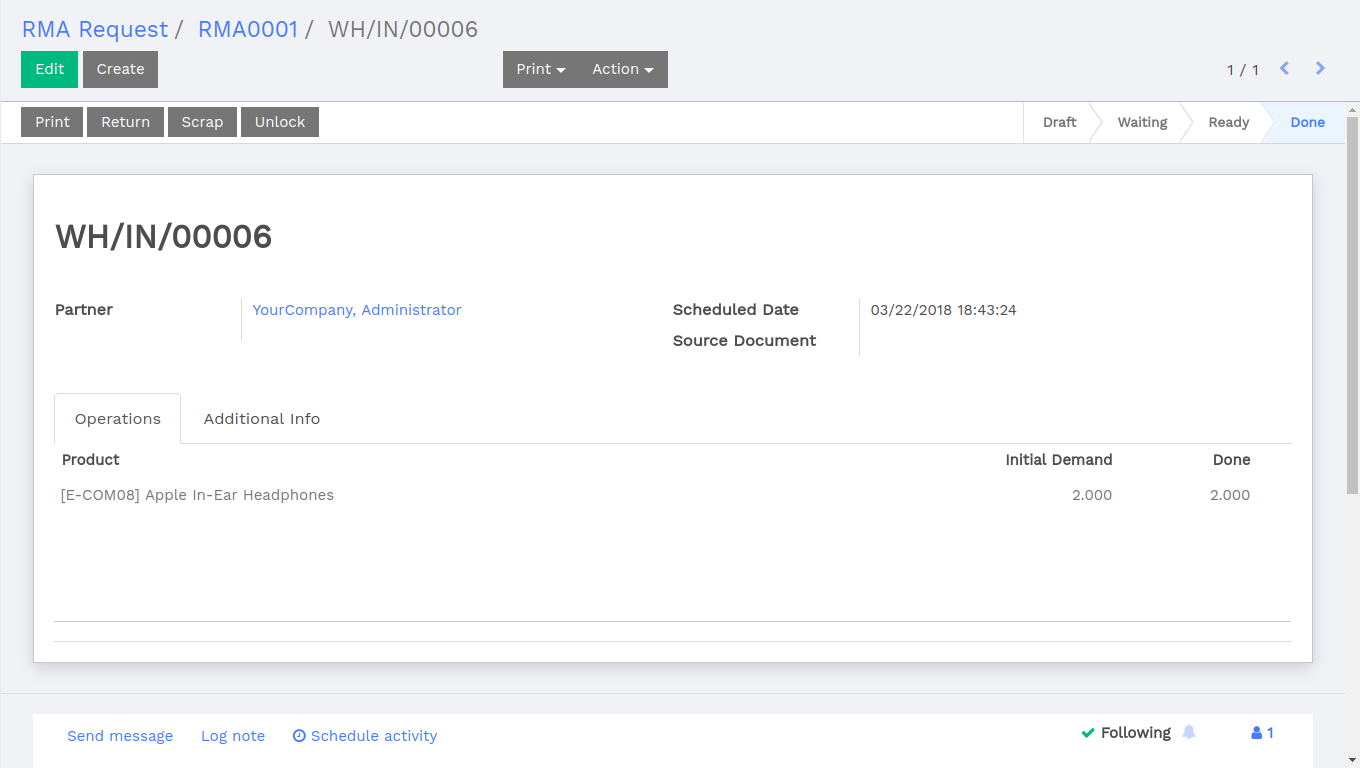 RMA Request / RMA0001 / WH/IN/00006
Edit Create Print Action 1 / 1
Print Return Scrap Unlock Draft Waiting Ready Done
WH/IN/00006
Partner YourCompany, Administrator Scheduled Date 03/22/2018 18:43:24
Source Document
Operations Additional Info
Product Initial Demand Done
[E-COM08] Apple In-Ear Headphones 2.000 2.000
Send message Log note Schedule activity Following 1